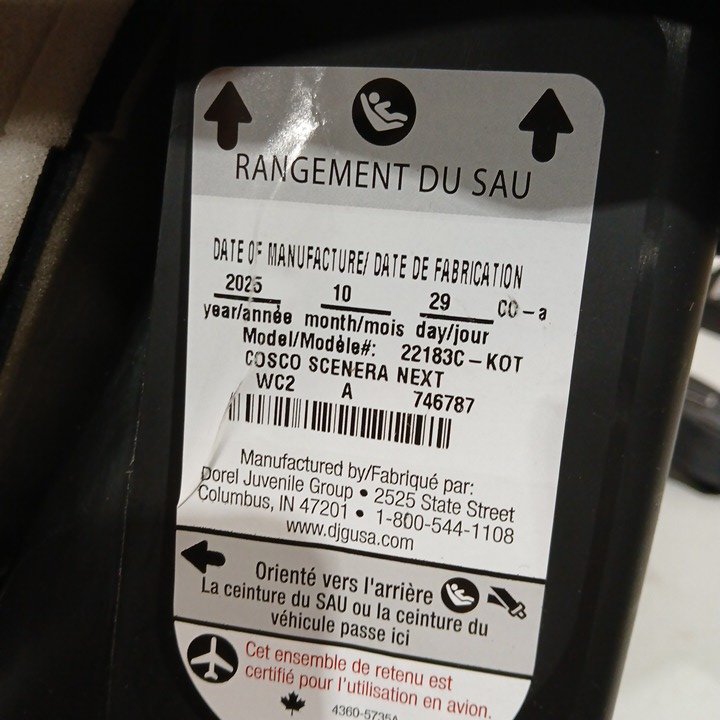 RANGEMENT DU SAU
DATE OF MANUFACTURE/ DATE DE FABRICATION
2025 10 29 CO-a
year/année month/mois day/jour
Model/Modèle#: 22183C-KOT
COSCO SCENERA NEXT
WC2 A 746787
Manufactured by/Fabriqué par:
Dorel Juvenile Group • 2525 State Street
Columbus, IN 47201 • 1-800-544-1108
www.djgusa.com
Orienté vers l'arrière
La ceinture du SAU ou la ceinture du
véhicule passe ici
Cet ensemble de retenu est
certifié pour l'utilisation en avion.
4360-5735A